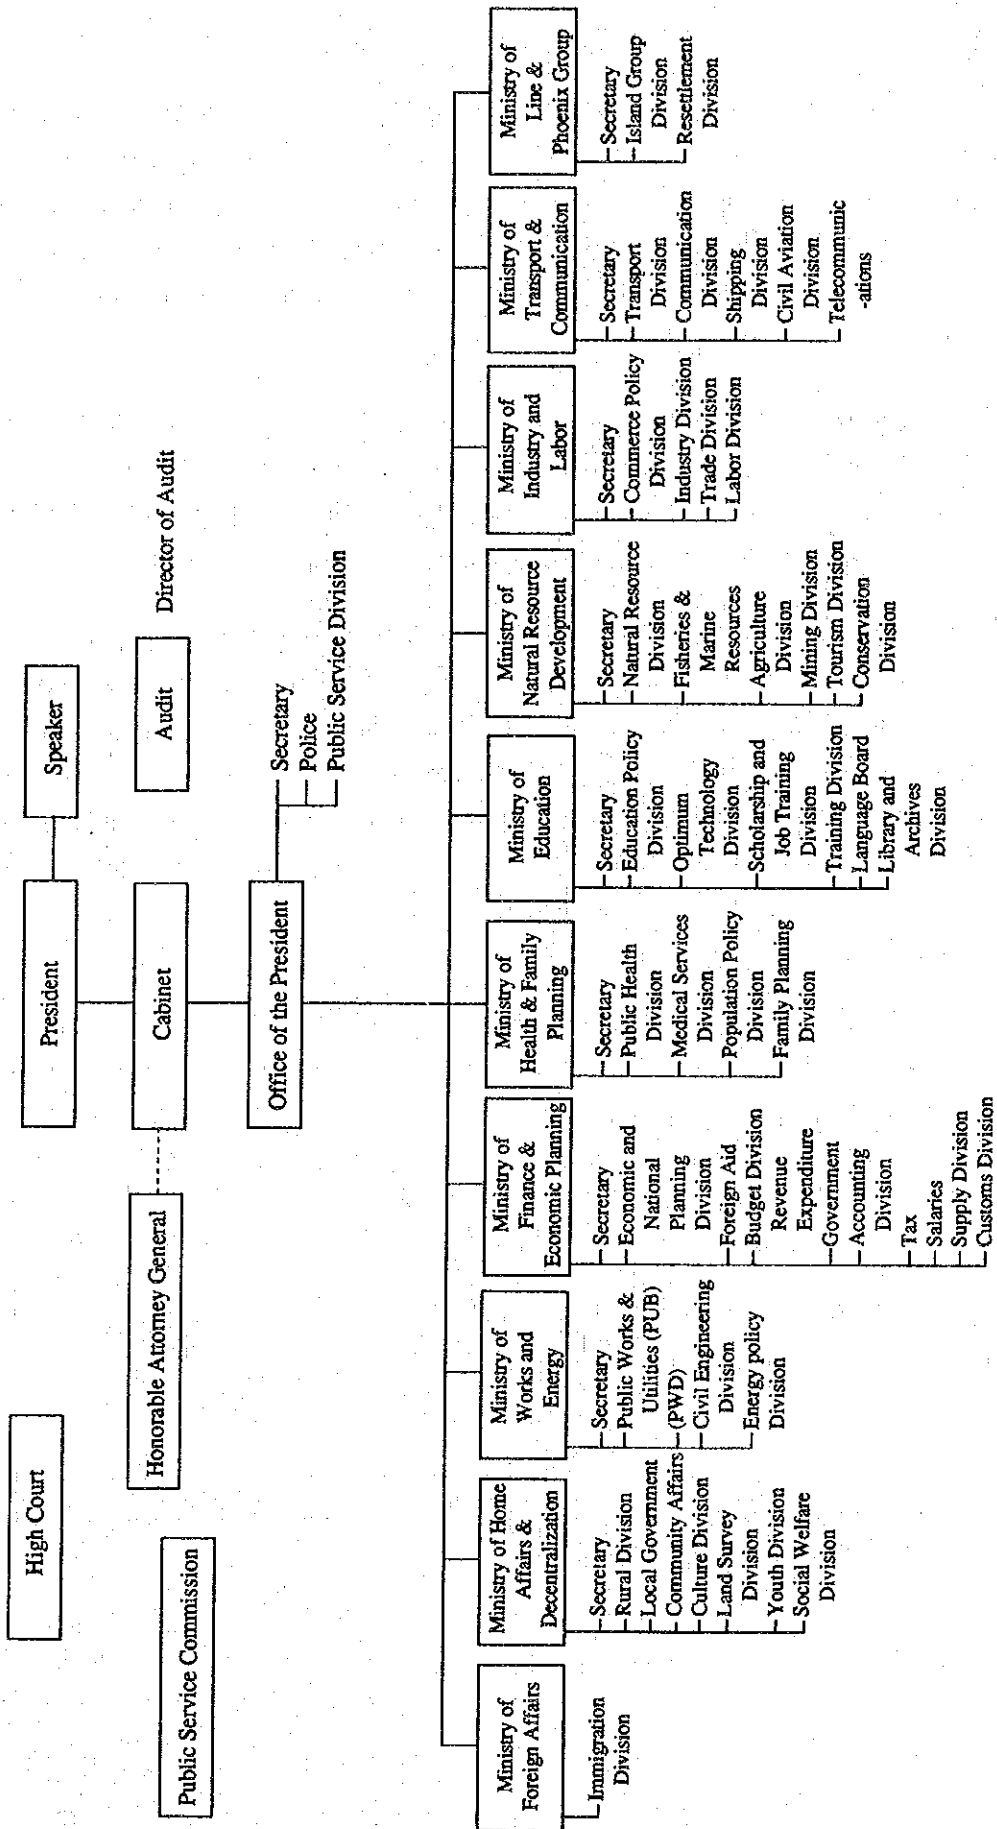 High Court
President
Speaker
Public Service Commission
Honorable Attorney General
Cabinet
Audit
Director of Audit
Office of the President
Secretary
Police
Public Service Division
Ministry of
Foreign Affairs
Immigration
Division
Ministry of Home
Affairs &
Decentralization
Secretary
Rural Division
Local Government
Community Affairs
Culture Division
Land Survey
Division
Youth Division
Social Welfare
Division
Ministry of
Works and
Energy
Secretary
Public Works &
Utilities (PUB)
(PWD)
Civil Engineering
Division
Energy policy
Division
Ministry of
Finance &
Economic Planning
Secretary
Economic and
National
Planning
Division
Foreign Aid
Budget Division
Revenue
Expenditure
Government
Accounting
Division
Tax
Salaries
Supply Division
Customs Division
Ministry of
Health & Family
Planning
Secretary
Public Health
Division
Medical Services
Division
Population Policy
Division
Family Planning
Division
Ministry of
Education
Secretary
Education Policy
Division
Optimum
Technology
Division
Scholarship and
Job Training
Division
Training Division
Language Board
Library and
Archives
Division
Ministry of
Natural Resource
Development
Secretary
Natural Resource
Division
Fisheries &
Marine
Resources
Agriculture
Division
Mining Division
Tourism Division
Conservation
Division
Ministry of
Industry and
Labor
Secretary
Commerce Policy
Division
Industry Division
Trade Division
Labor Division
Ministry of
Transport &
Communication
Secretary
Transport
Division
Communication
Division
Shipping
Division
Civil Aviation
Division
Telecommunic
-ations
Ministry of
Line &
Phoenix Group
Secretary
Island Group
Division
Resettlement
Division